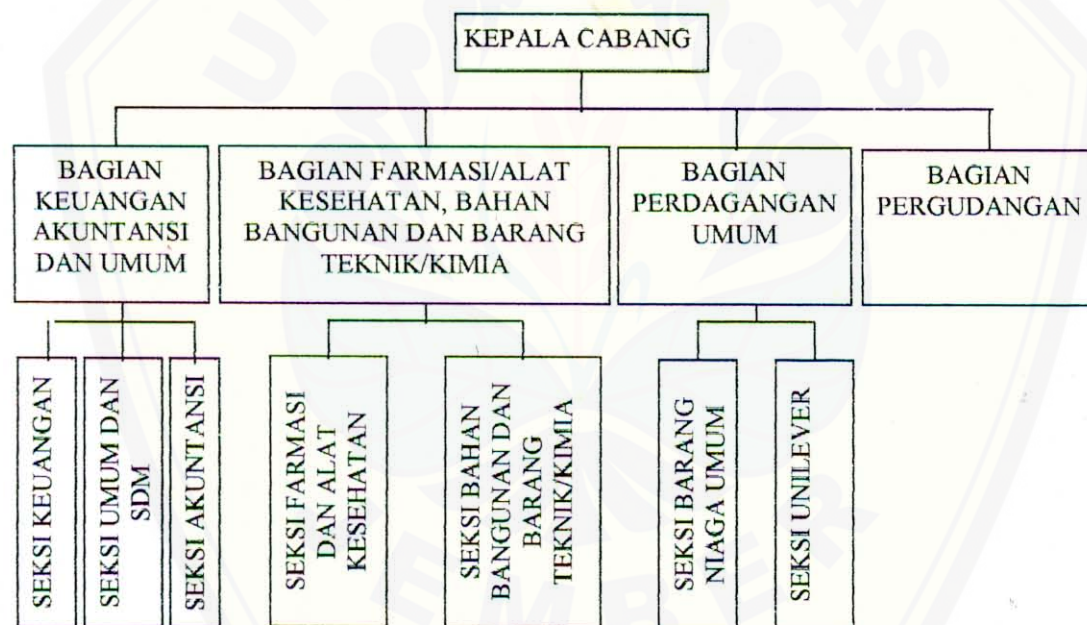 KEPALA CABANG
BAGIAN
KEUANGAN
AKUNTANSI
DAN UMUM
BAGIAN FARMASI/ALAT
KESEHATAN, BAHAN
BANGUNAN DAN BARANG
TEKNIK/KIMIA
BAGIAN
PERDAGANGAN
UMUM
BAGIAN
PERGUDANGAN
SEKSI KEUANGAN
SEKSI UMUM DAN
SDM
SEKSI AKUNTANSI
SEKSI FARMASI
DAN ALAT
KESEHATAN
SEKSI BAHAN
BANGUNAN DAN
BARANG
TEKNIK/KIMIA
SEKSI BARANG
NIAGA UMUM
SEKSI UNILEVER